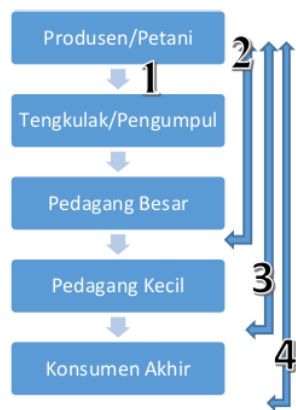 Produsen/Petani
2
1
Tengkulak/Pengumpul
Pedagang Besar
Pedagang Kecil
3
Konsumen Akhir
4